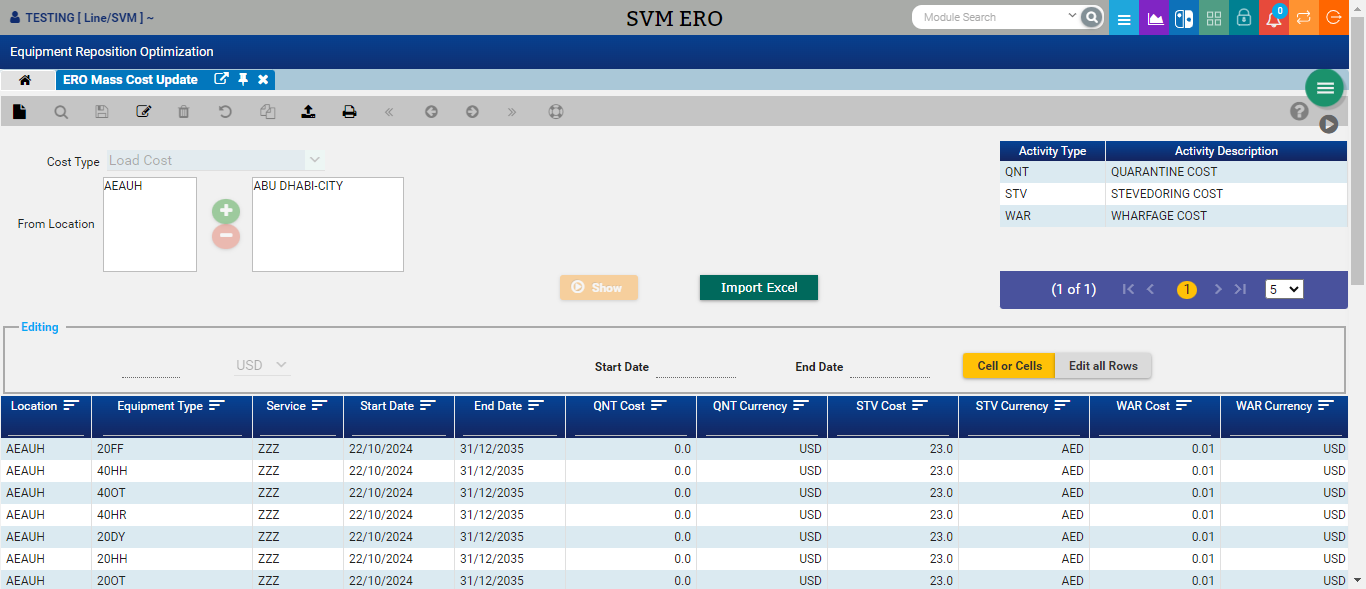 TESTING [ Line/SVM ] ~
SVM ERO
Module Search
0
Equipment Reposition Optimization
ERO Mass Cost Update
Cost Type Load Cost
AEAUH
ABU DHABI-CITY
From Location
Activity Type Activity Description
QNT QUARANTINE COST
STV STEVEDORING COST
WAR WHARFAGE COST
Show
Import Excel
(1 of 1) 1 5
Editing
USD
Start Date
End Date
Cell or Cells
Edit all Rows
Location Equipment Type Service Start Date End Date QNT Cost QNT Currency STV Cost STV Currency WAR Cost WAR Currency
AEAUH 20FF ZZZ 22/10/2024 31/12/2035 0.0 USD 23.0 AED 0.01 USD
AEAUH 40HH ZZZ 22/10/2024 31/12/2035 0.0 USD 23.0 AED 0.01 USD
AEAUH 40OT ZZZ 22/10/2024 31/12/2035 0.0 USD 23.0 AED 0.01 USD
AEAUH 40HR ZZZ 22/10/2024 31/12/2035 0.0 USD 23.0 AED 0.01 USD
AEAUH 20DY ZZZ 22/10/2024 31/12/2035 0.0 USD 23.0 AED 0.01 USD
AEAUH 20HH ZZZ 22/10/2024 31/12/2035 0.0 USD 23.0 AED 0.01 USD
AEAUH 20OT ZZZ 22/10/2024 31/12/2035 0.0 USD 23.0 AED 0.01 USD